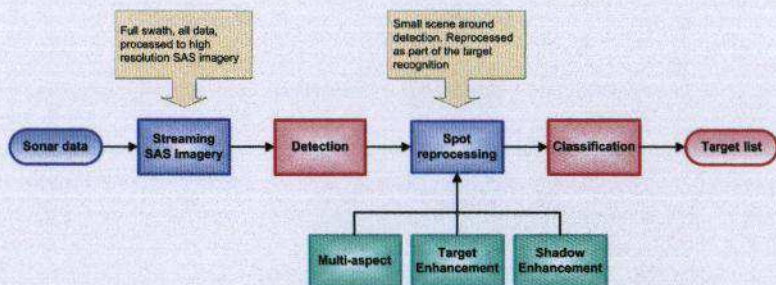 Full swath, all data,
processed to high
resolution SAS imagery
Small scene around
detection. Reprocessed
as part of the target
recognition
Sonar data
Streaming
SAS Imagery
Detection
Spot
reprocessing
Classification
Target list
Multi-aspect
Target
Enhancement
Shadow
Enhancement